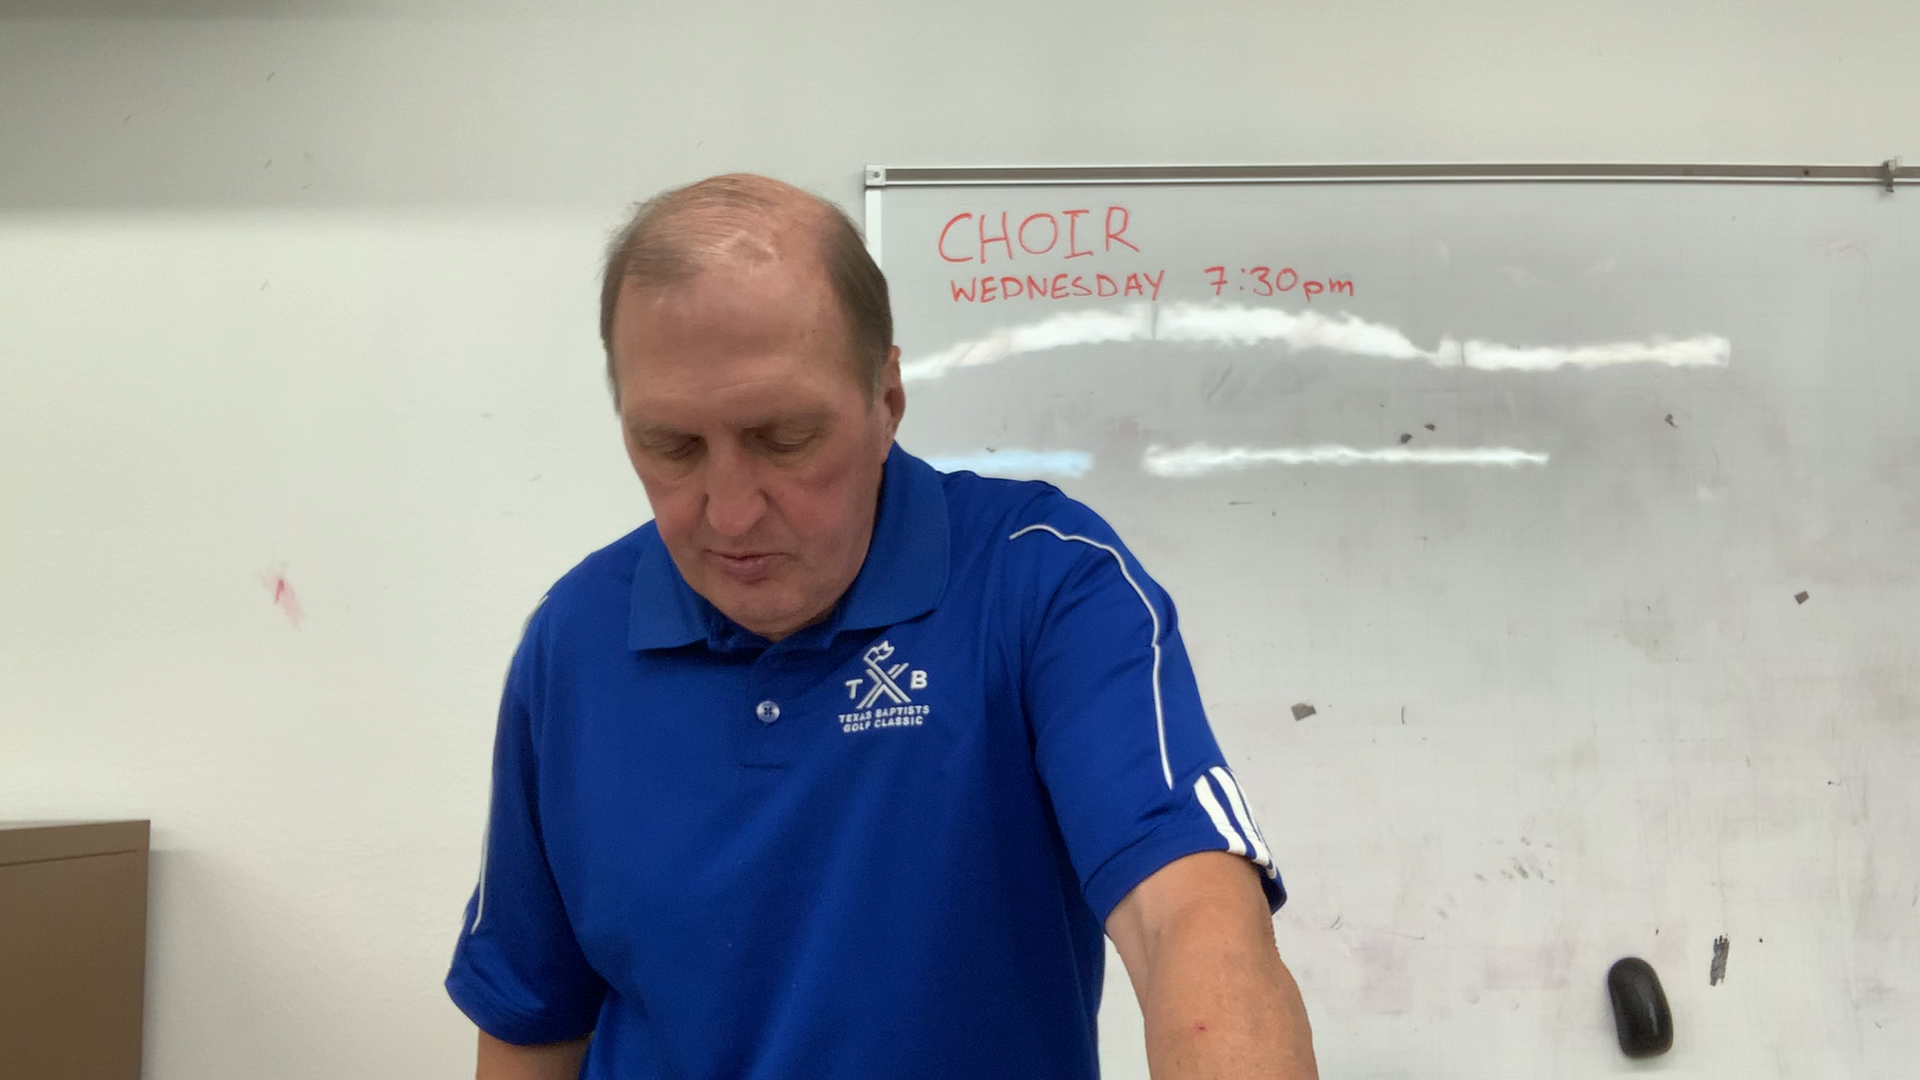 CHOIR
WEDNESDAY 7:30pm
T B
TEXAS BAPTISTS
GOLF CLASSIC